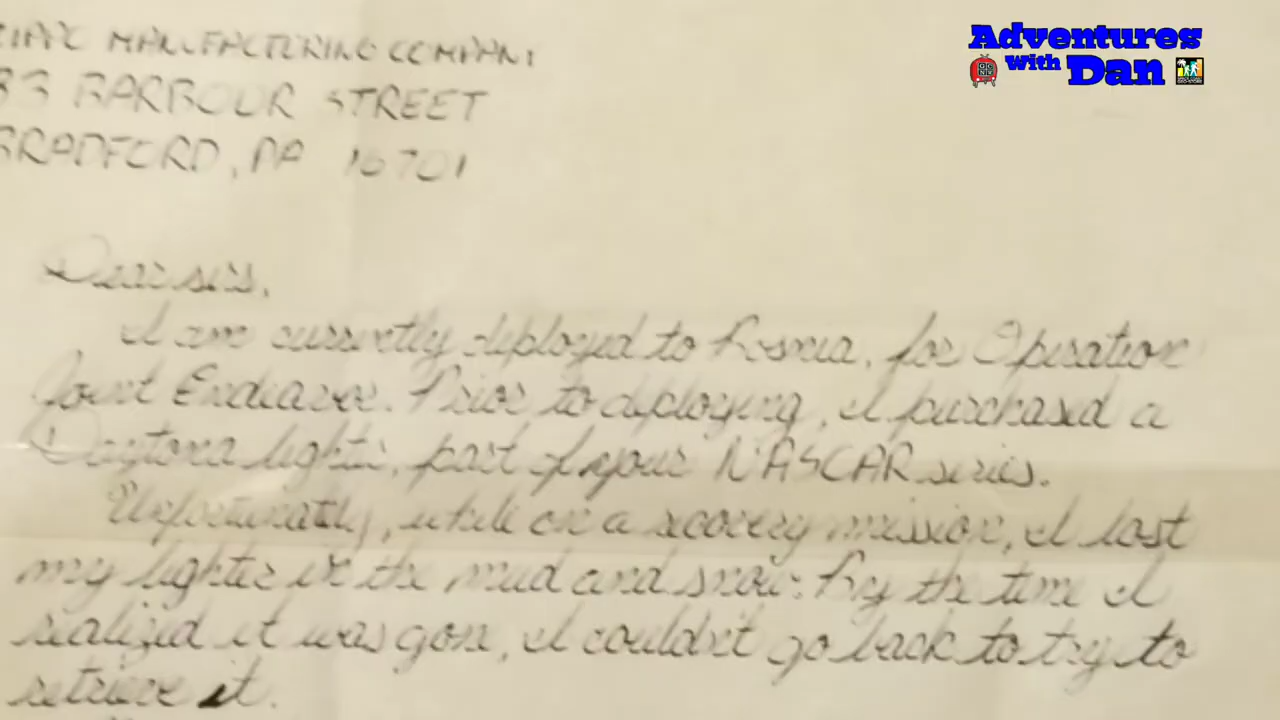 MANUFACTURING COMPANY
33 BARBOUR STREET
BRADFORD, PA 16701
Adventures
With
Dan
Dear sirs,
I am currently deployed to Bosnia, for Operation
Joint Endeavor. Prior to deploying, I purchased a
Daytona lighter, part of your NASCAR series.
Unfortunately, while on a recovery mission, I lost
my lighter in the mud and snow. By the time I
realized it was gone, I couldn't go back to try to
retrieve it.